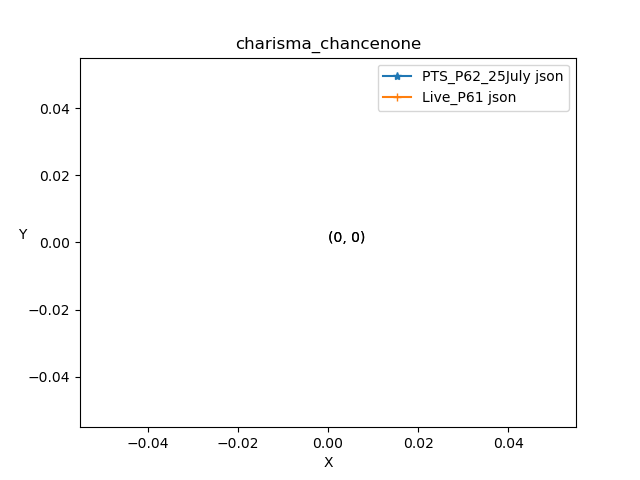 charisma_chancenone
PTS_P62_25July json
Live_P61 json
0.04
0.02
0.00
−0.02
−0.04
Y
(0, 0)
−0.04 −0.02 0.00 0.02 0.04
X